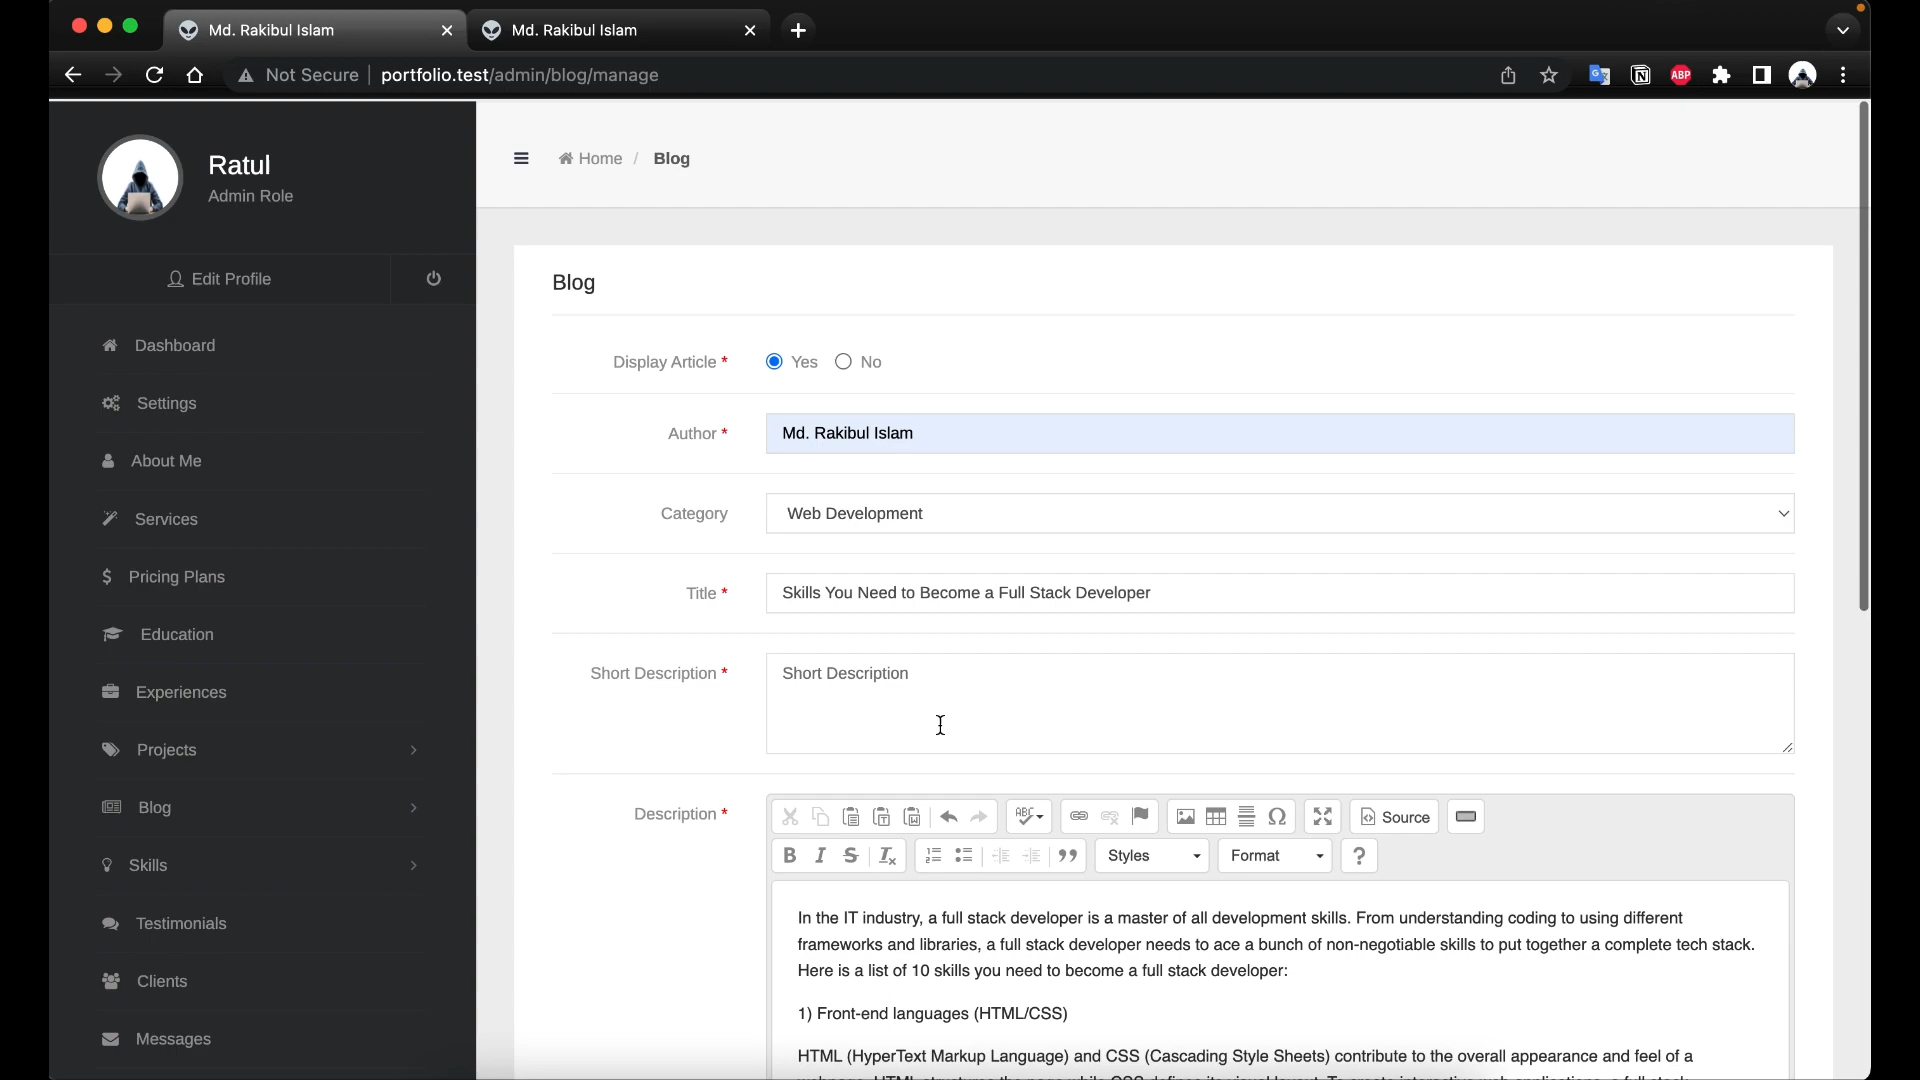 Md. Rakibul Islam
Md. Rakibul Islam
Not Secure
portfolio.test/admin/blog/manage
ABP
Ratul
Admin Role
Edit Profile
Dashboard
Settings
About Me
Services
Pricing Plans
Education
Experiences
Projects
Blog
Skills
Testimonials
Clients
Messages
Home / Blog
Blog
Display Article * Yes No
Author * Md. Rakibul Islam
Category Web Development
Title * Skills You Need to Become a Full Stack Developer
Short Description * Short Description
Description *
Source
Styles Format ?
In the IT industry, a full stack developer is a master of all development skills. From understanding coding to using different
frameworks and libraries, a full stack developer needs to ace a bunch of non-negotiable skills to put together a complete tech stack.
Here is a list of 10 skills you need to become a full stack developer:
1) Front-end languages (HTML/CSS)
HTML (HyperText Markup Language) and CSS (Cascading Style Sheets) contribute to the overall appearance and feel of a